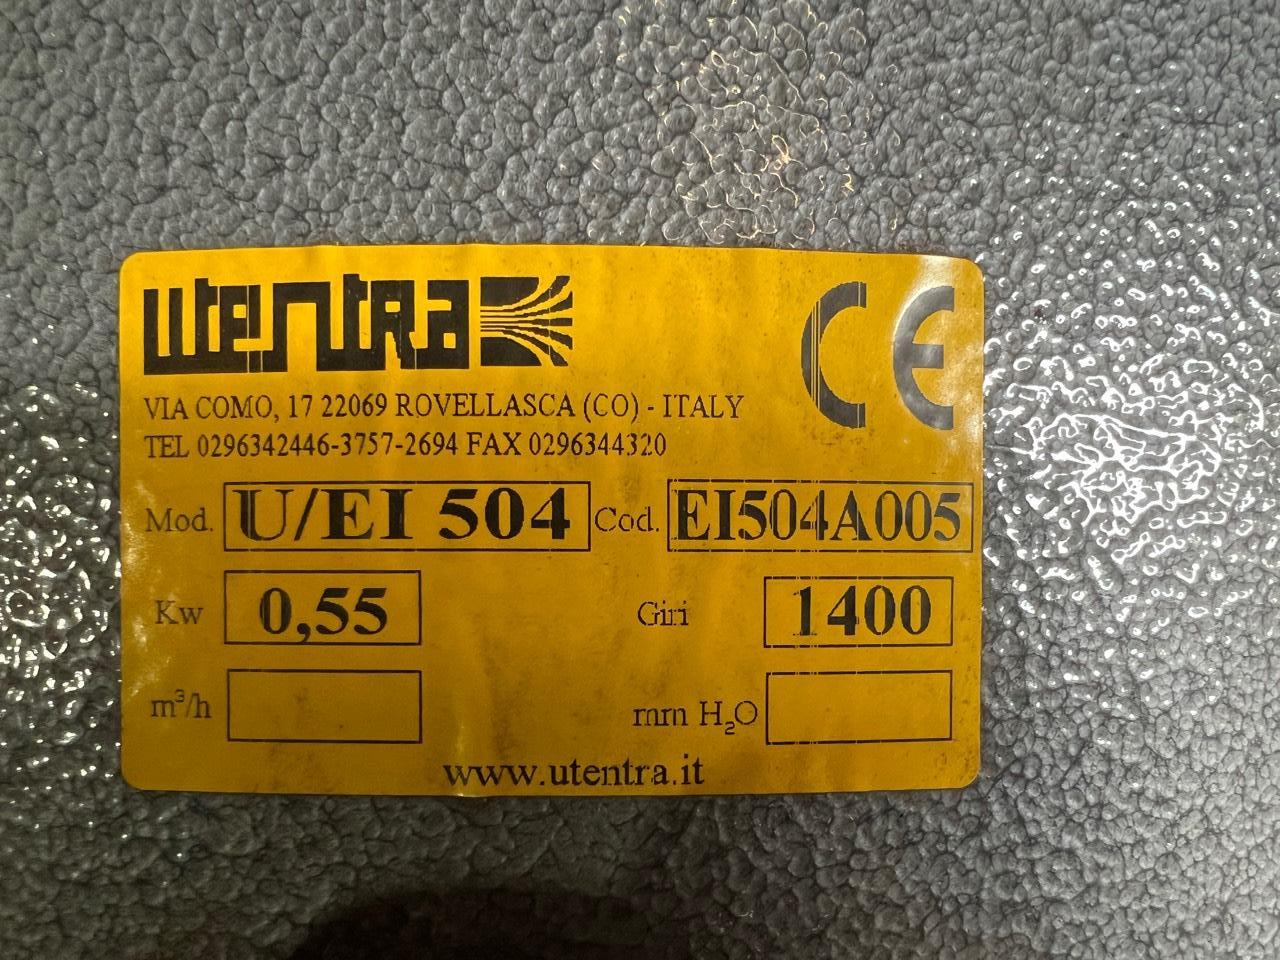 utentra CE
VIA COMO, 17 22069 ROVELLASCA (CO) - ITALY
TEL 0296342446-3757-2694 FAX 0296344320
Mod. U/EI 504 Cod. EI504A005
Kw 0,55 Giri 1400
m³/h mm H₂O
www.utentra.it